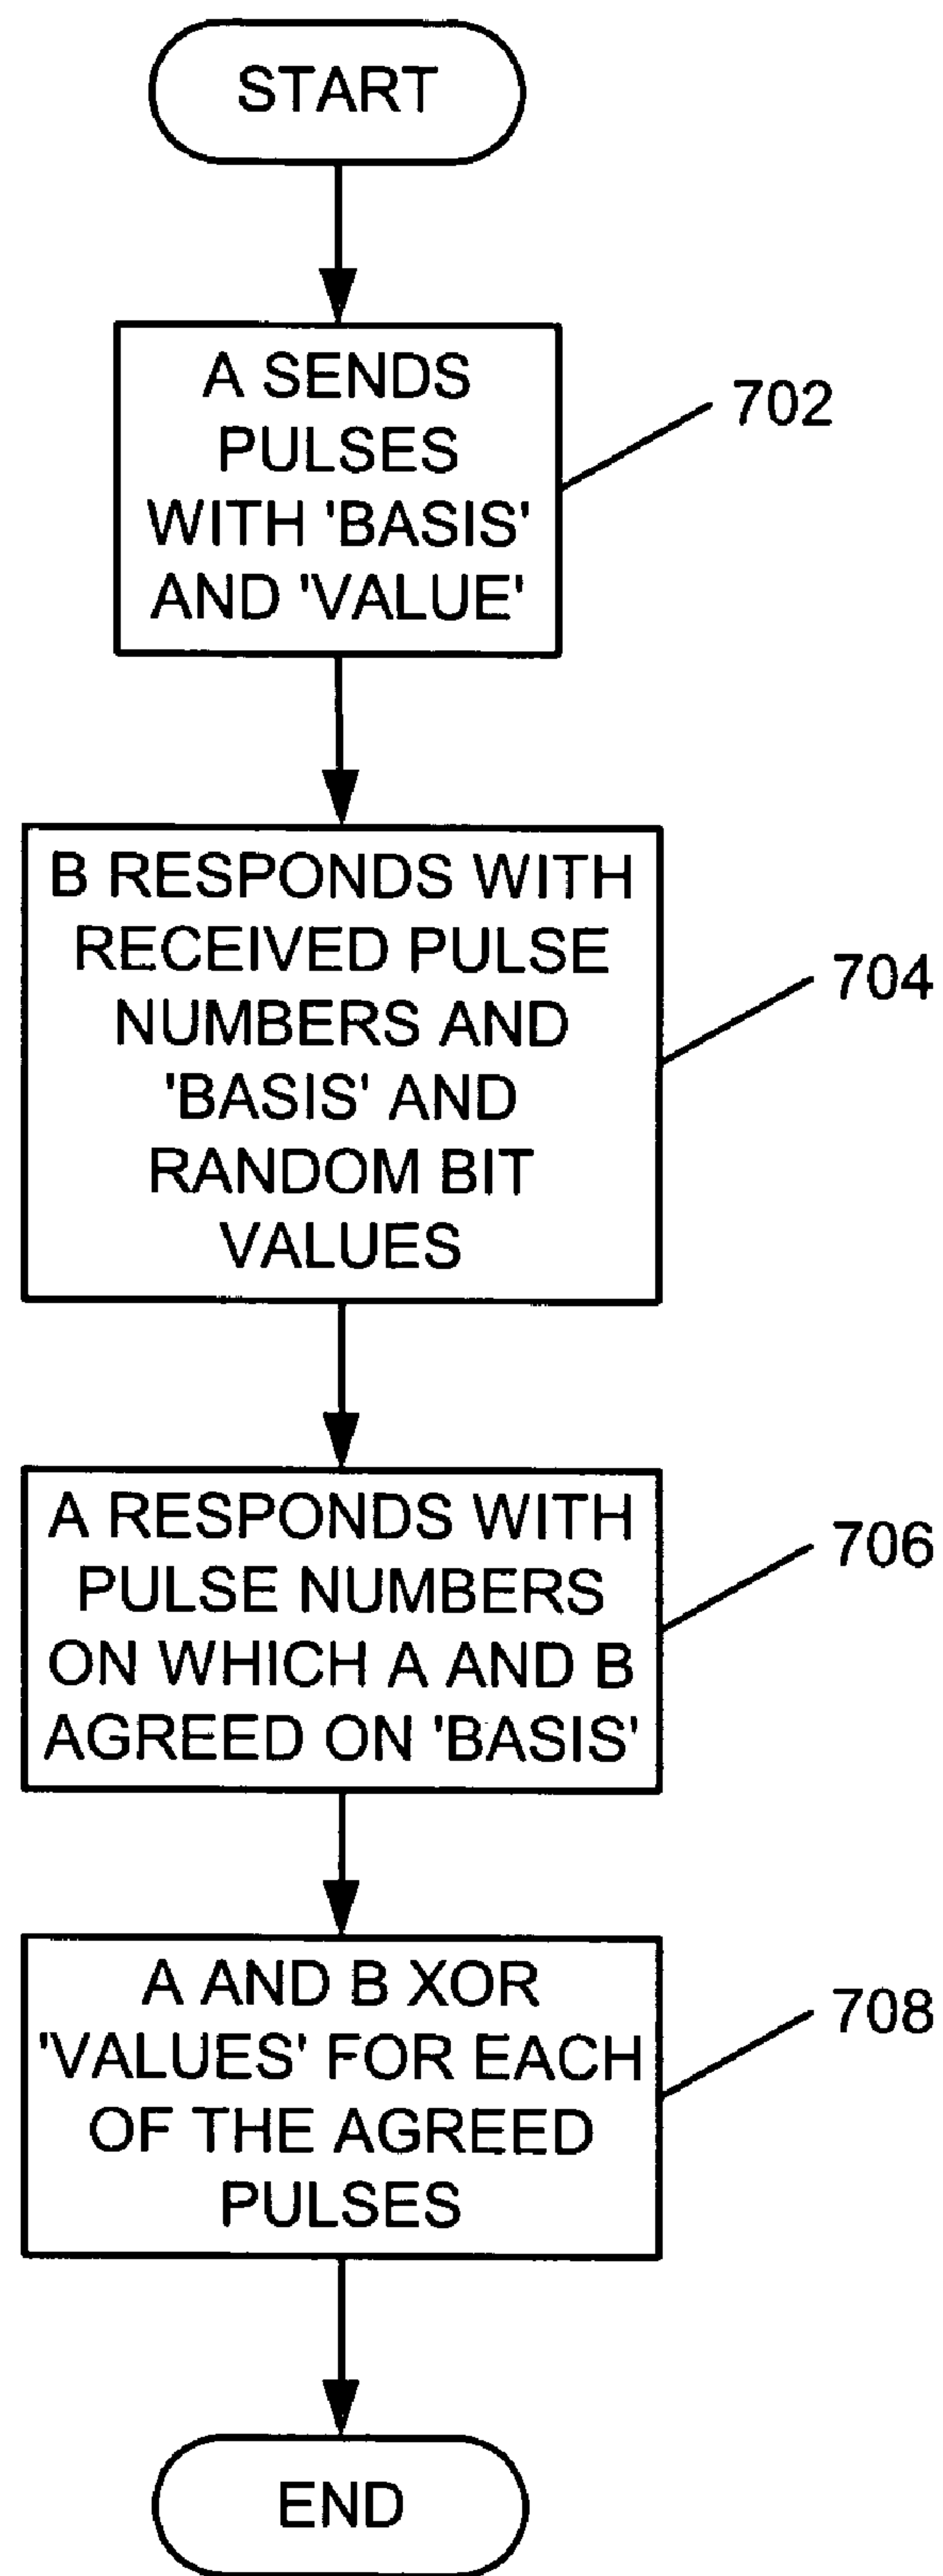 START
A SENDS
PULSES
WITH 'BASIS'
AND 'VALUE'
702
B RESPONDS WITH
RECEIVED PULSE
NUMBERS AND
'BASIS' AND
RANDOM BIT
VALUES
704
A RESPONDS WITH
PULSE NUMBERS
ON WHICH A AND B
AGREED ON 'BASIS'
706
A AND B XOR
'VALUES' FOR EACH
OF THE AGREED
PULSES
708
END